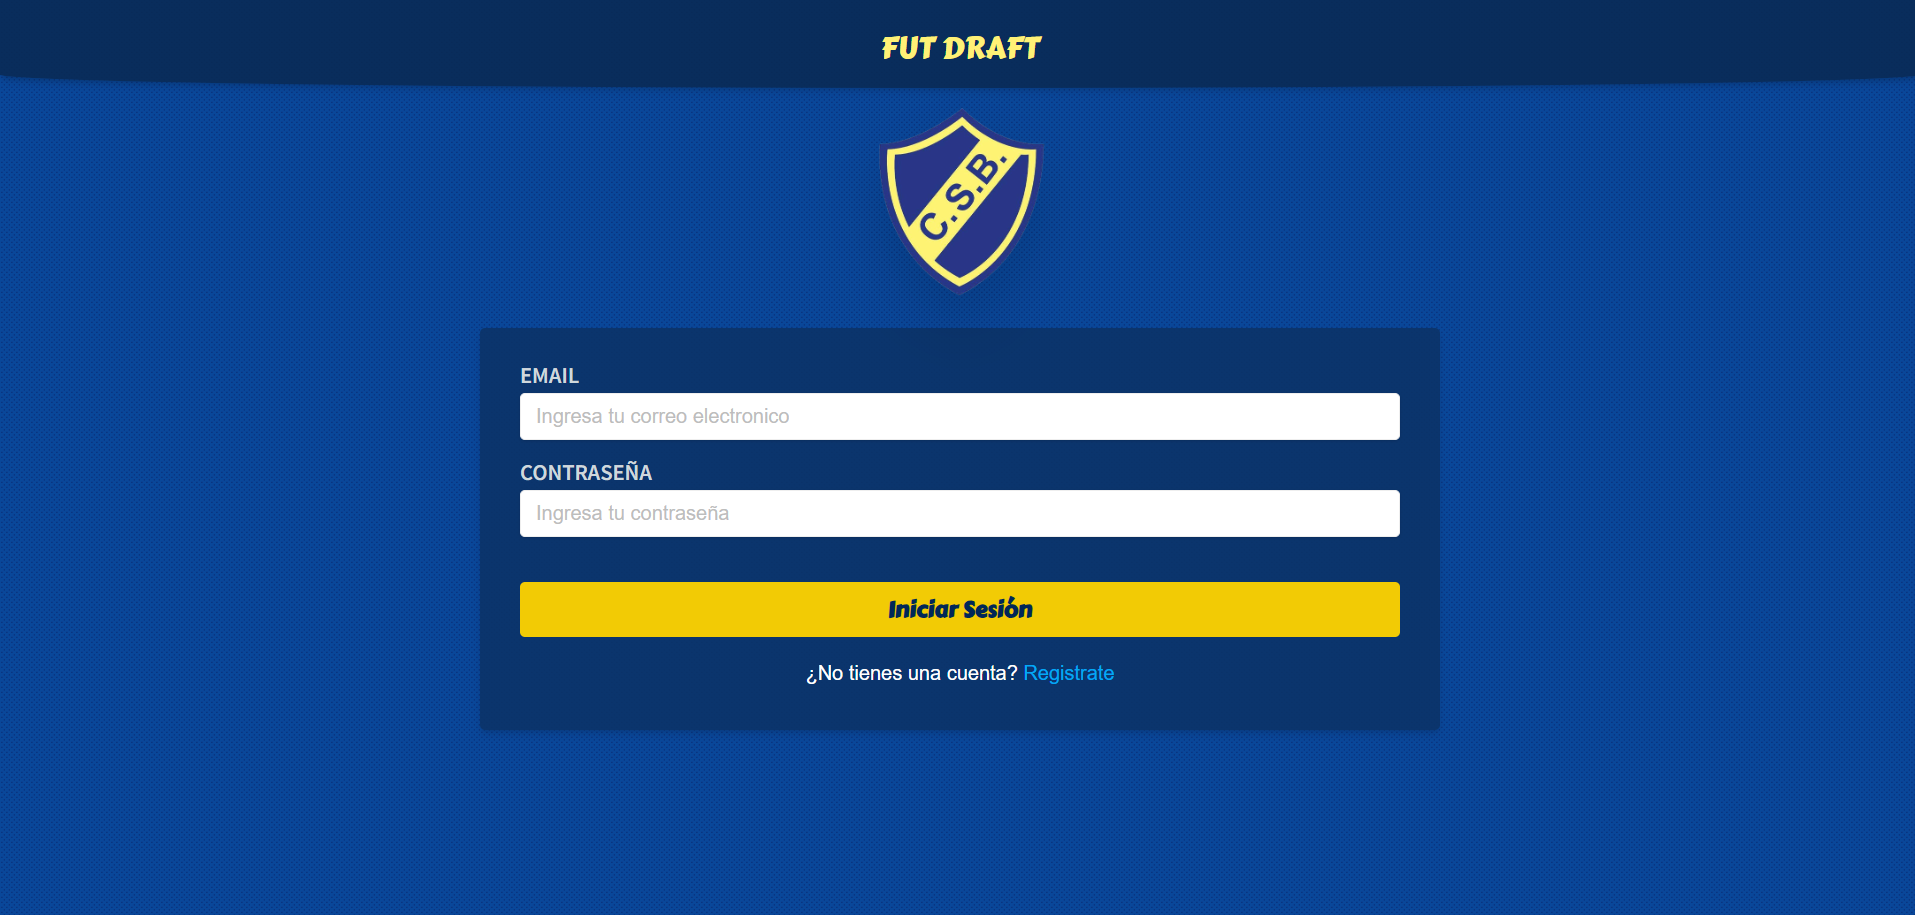 FUT DRAFT
C.S.B.
EMAIL
Ingresa tu correo electronico
CONTRASEÑA
Ingresa tu contraseña
Iniciar Sesión
¿No tienes una cuenta? Registrate